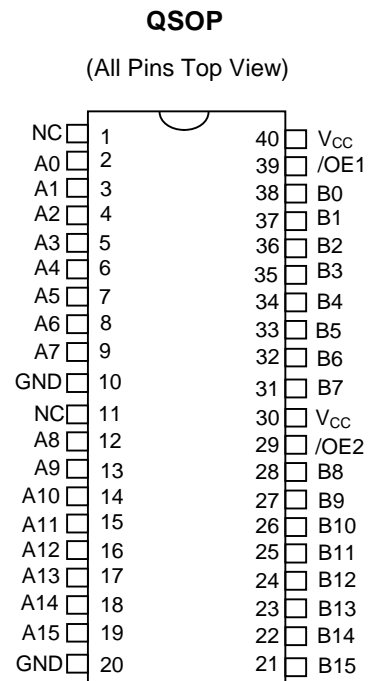 QSOP
(All Pins Top View)
NC 1 40 VCC
A0 2 39 /OE1
A1 3 38 B0
A2 4 37 B1
A3 5 36 B2
A4 6 35 B3
A5 7 34 B4
A6 8 33 B5
A7 9 32 B6
GND 10 31 B7
NC 11 30 VCC
A8 12 29 /OE2
A9 13 28 B8
A10 14 27 B9
A11 15 26 B10
A12 16 25 B11
A13 17 24 B12
A14 18 23 B13
A15 19 22 B14
GND 20 21 B15